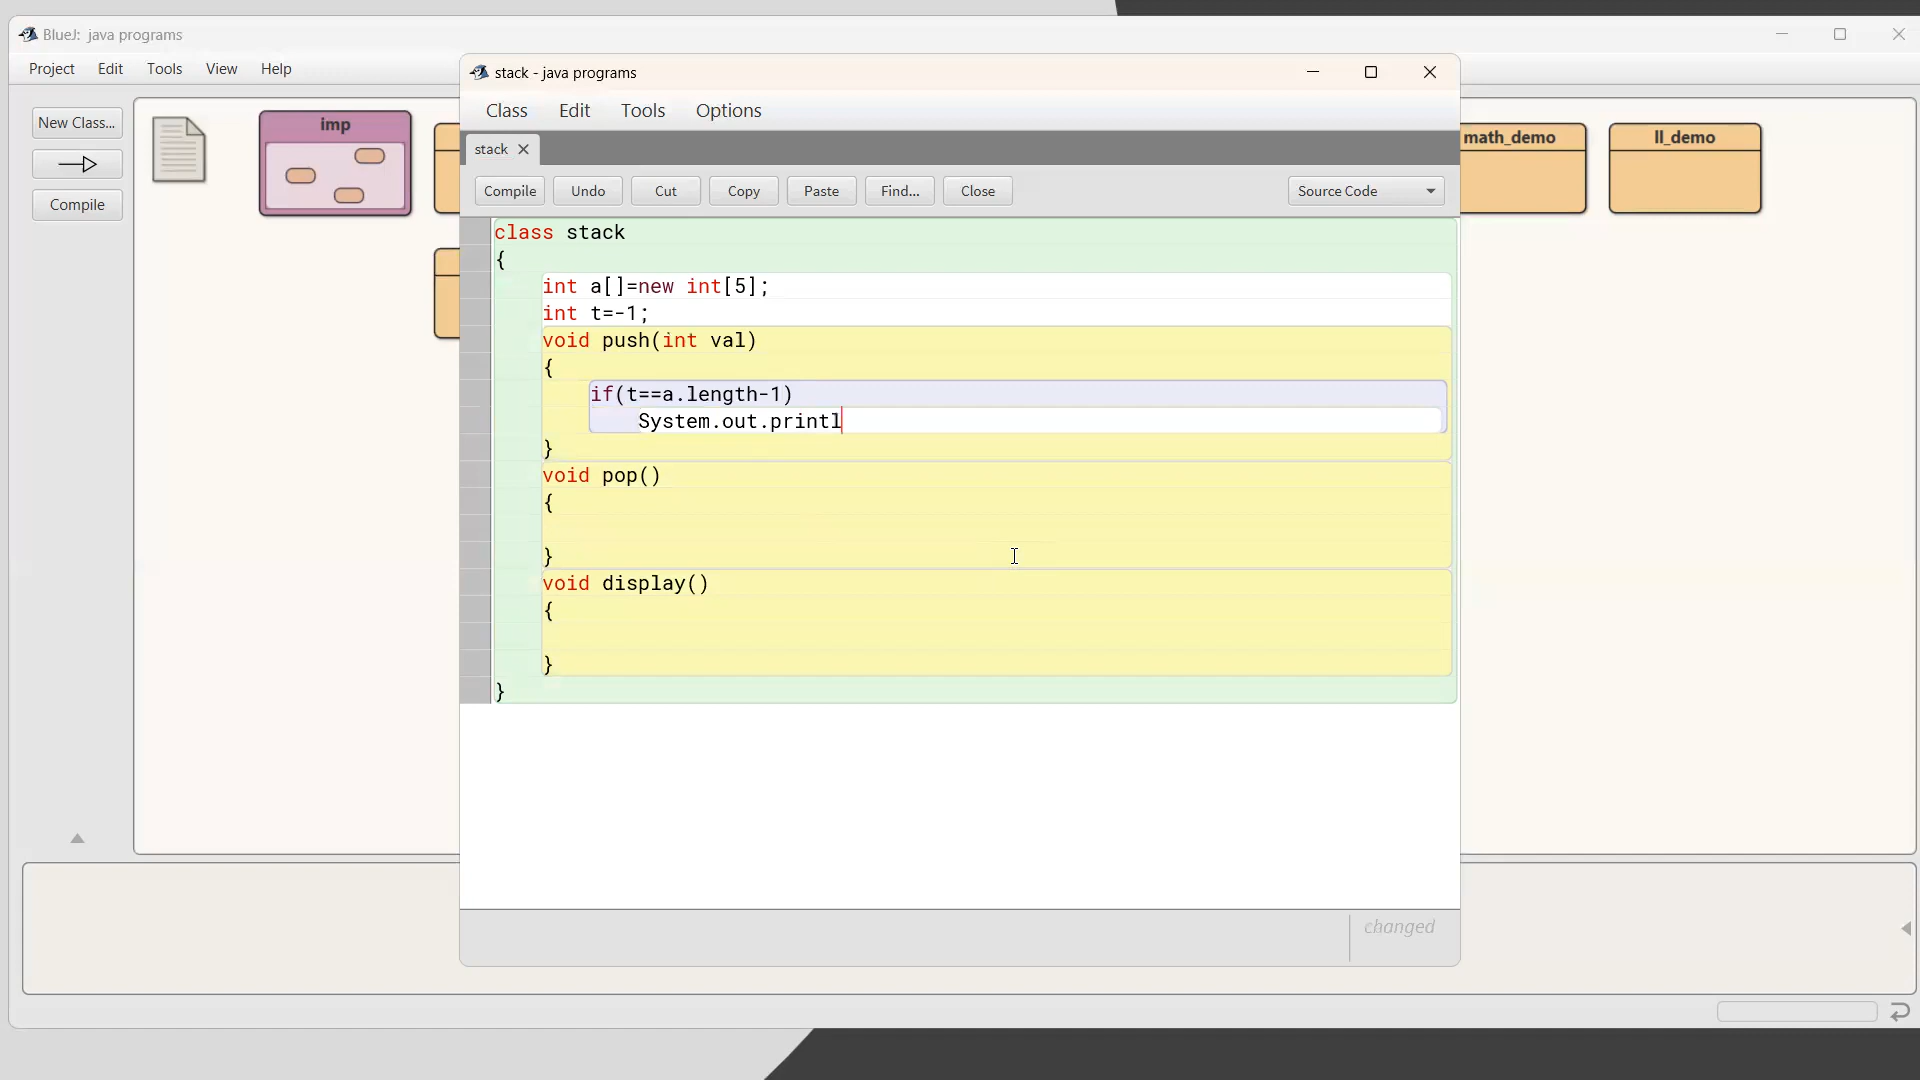 BlueJ: java programs
Project Edit Tools View Help
New Class...
Compile
imp
math_demo
ll_demo
stack - java programs
Class Edit Tools Options
stack
Compile Undo Cut Copy Paste Find... Close Source Code
class stack
{
int a[]=new int[5];
int t=-1;
void push(int val)
{
if(t==a.length-1)
System.out.printl
}
void pop()
{
}
void display()
{
}
}
changed